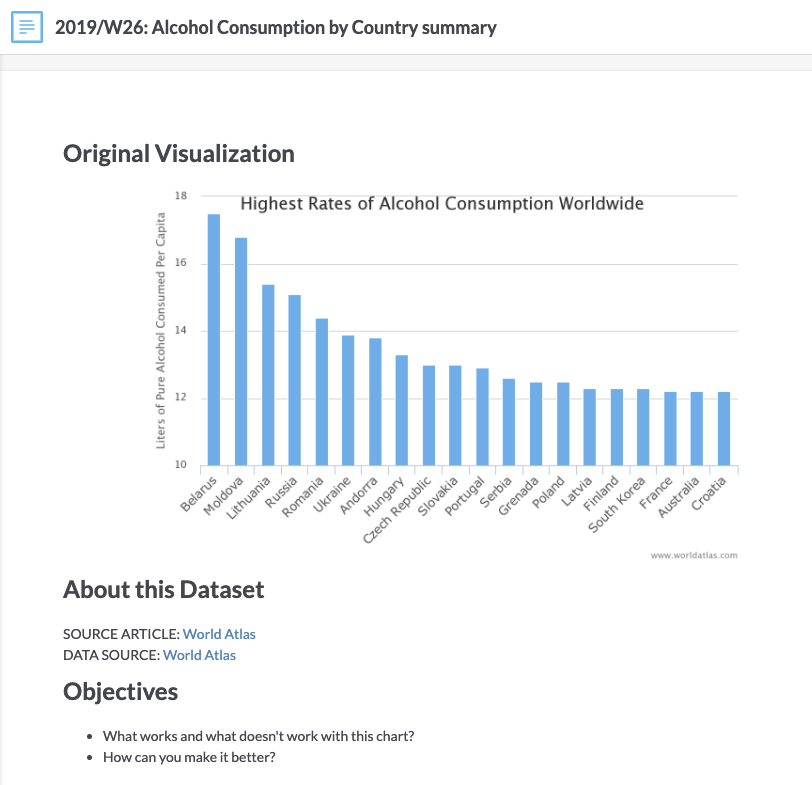 2019/W26: Alcohol Consumption by Country summary
Original Visualization
Highest Rates of Alcohol Consumption Worldwide
Liters of Pure Alcohol Consumed Per Capita
18
16
14
12
10
Belarus
Moldova
Lithuania
Russia
Romania
Ukraine
Andorra
Hungary
Czech Republic
Slovakia
Portugal
Serbia
Grenada
Poland
Latvia
Finland
South Korea
France
Australia
Croatia
www.worldatlas.com
About this Dataset
SOURCE ARTICLE: World Atlas
DATA SOURCE: World Atlas
Objectives
• What works and what doesn't work with this chart?
• How can you make it better?